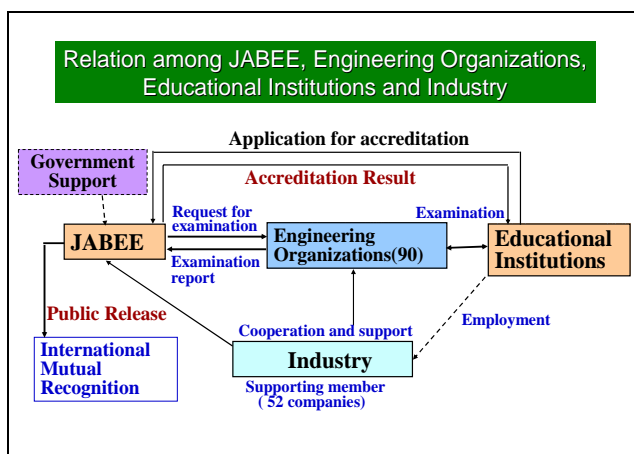 Relation among JABEE, Engineering Organizations,
Educational Institutions and Industry
Application for accreditation
Government
Support
Accreditation Result
Request for
examination
Examination
JABEE
Engineering
Organizations(90)
Educational
Institutions
Examination
report
Public Release
Cooperation and support
Employment
International
Mutual
Recognition
Industry
Supporting member
( 52 companies)